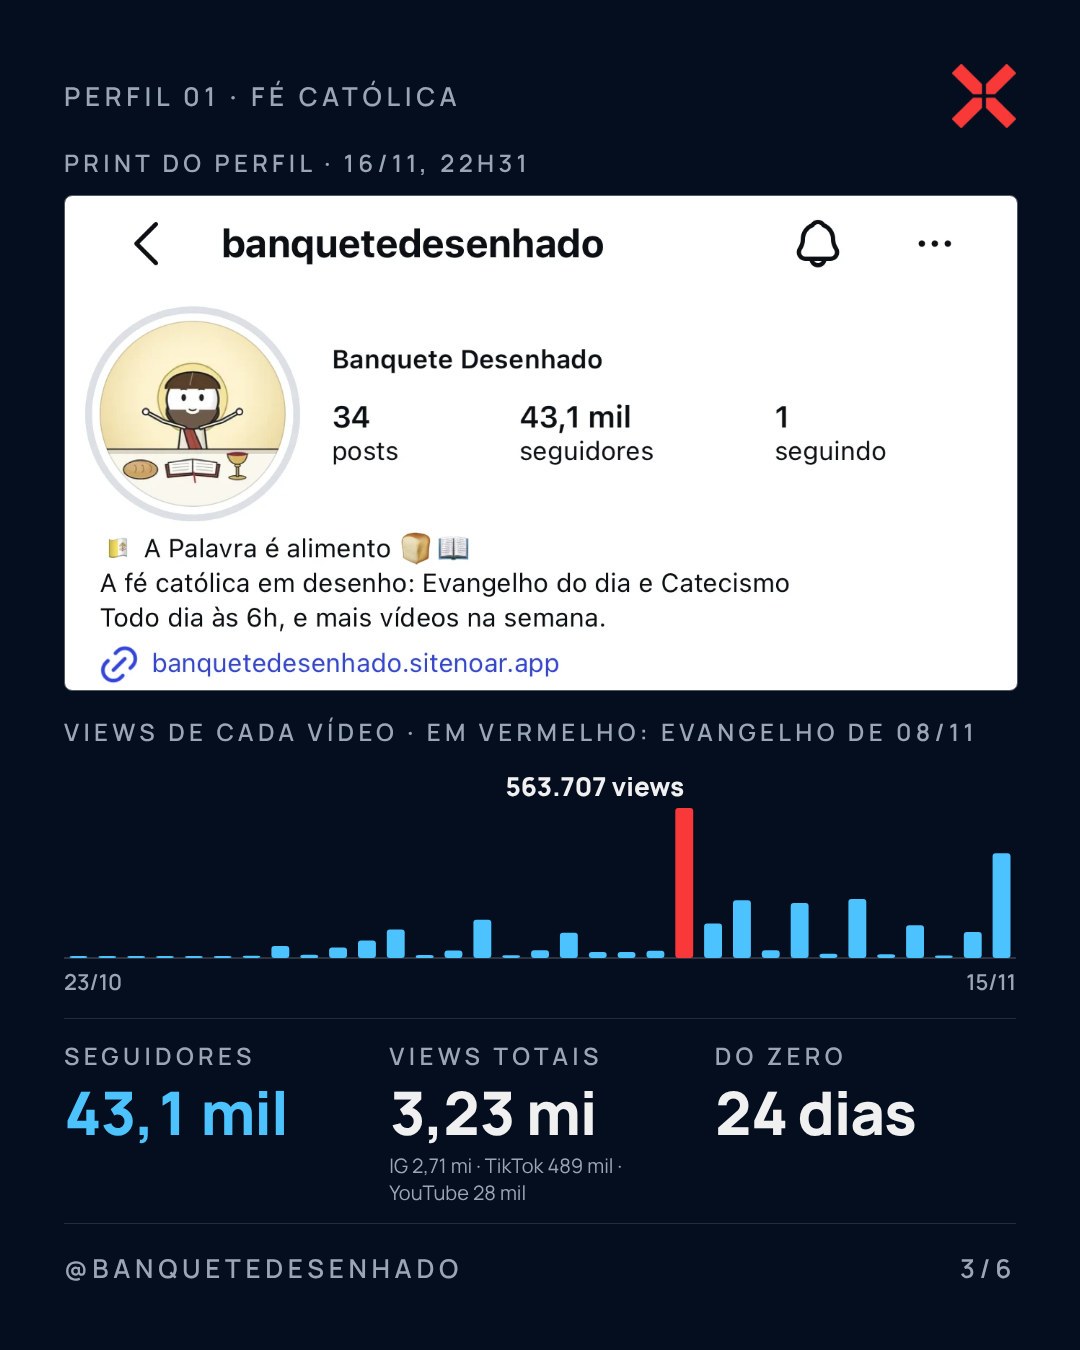 PERFIL 01 · FÉ CATÓLICA
PRINT DO PERFIL · 16/11, 22H31
banquetedesenhado
Banquete Desenhado
34 43,1 mil 1
posts seguidores seguindo
A Palavra é alimento 🍞📖
A fé católica em desenho: Evangelho do dia e Catecismo
Todo dia às 6h, e mais vídeos na semana.
banquetedesenhado.sitenoar.app
VIEWS DE CADA VÍDEO · EM VERMELHO: EVANGELHO DE 08/11
563.707 views
23/10 15/11
SEGUIDORES VIEWS TOTAIS DO ZERO
43,1 mil 3,23 mi 24 dias
IG 2,71 mi · TikTok 489 mil ·
YouTube 28 mil
@BANQUETEDESENHADO 3/6